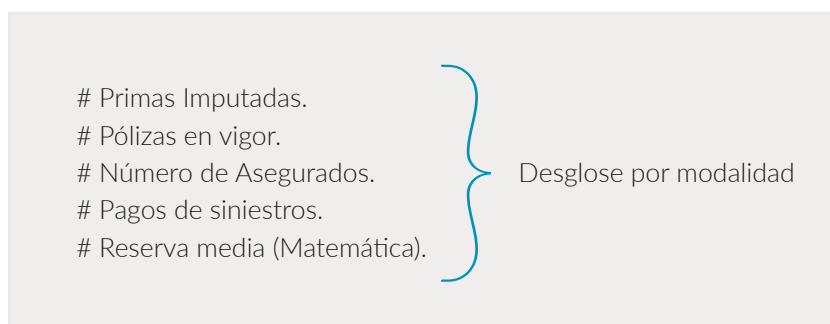 # Primas Imputadas.
# Pólizas en vigor.
# Número de Asegurados.
# Pagos de siniestros.
# Reserva media (Matemática).
Desglose por modalidad